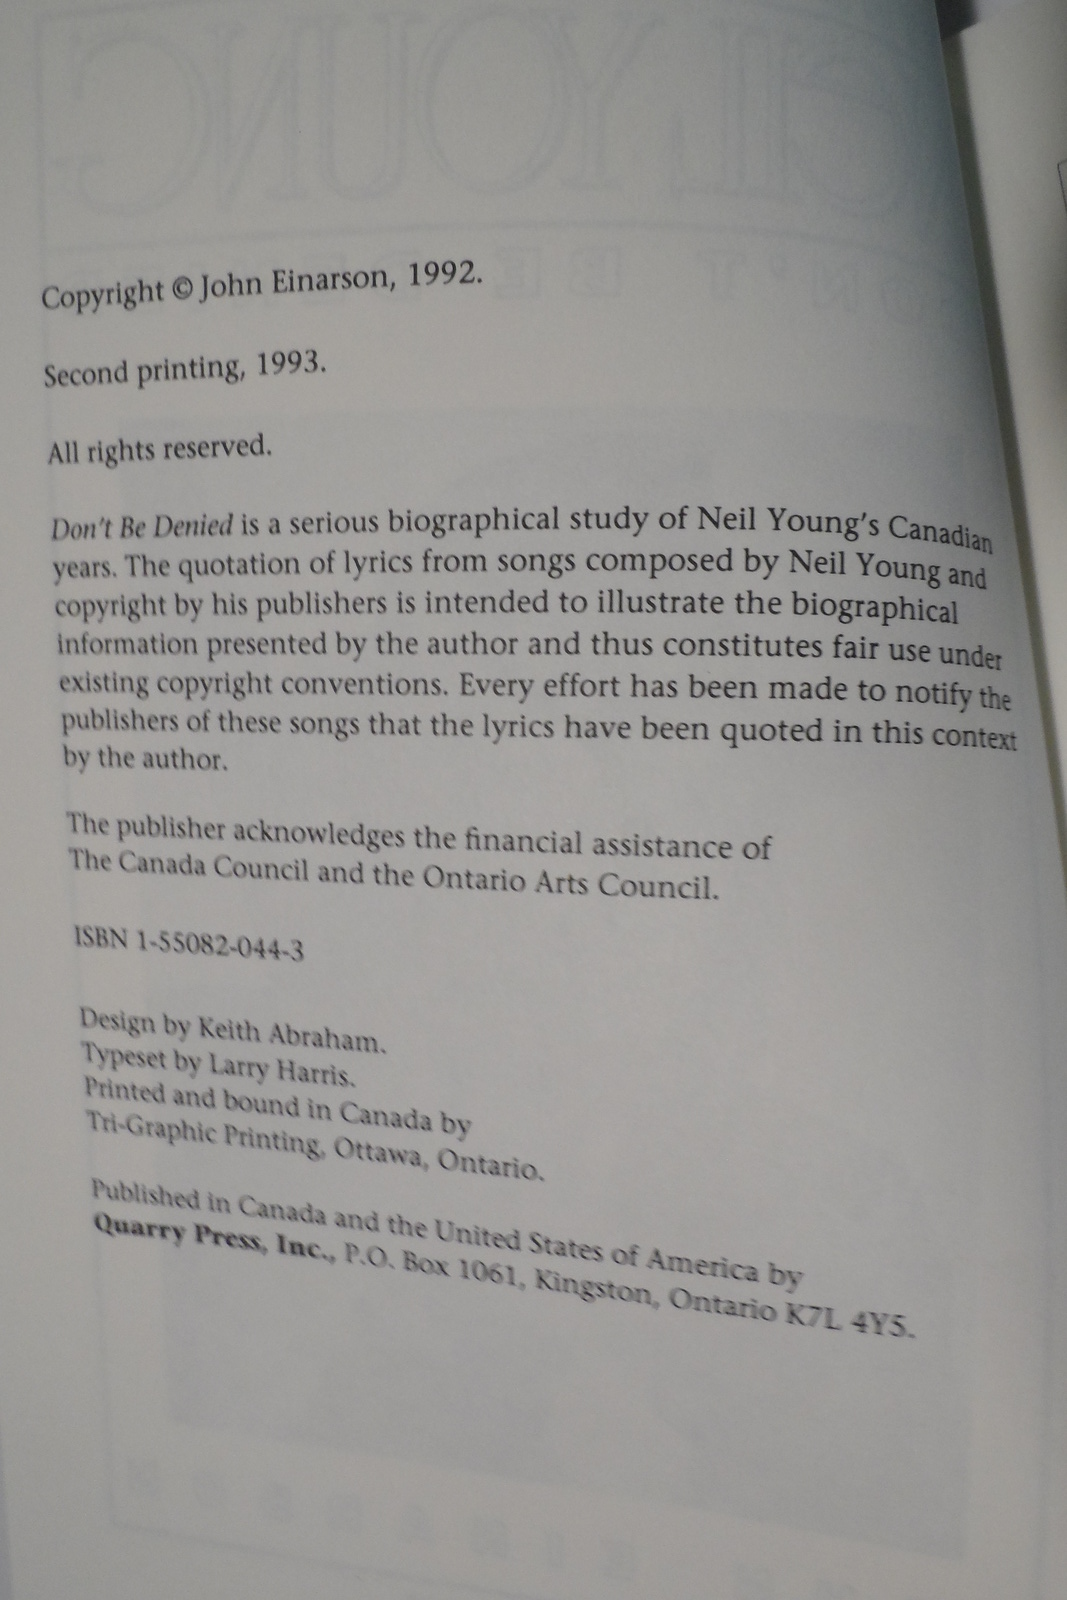 Copyright © John Einarson, 1992.
Second printing, 1993.
All rights reserved.
Don't Be Denied is a serious biographical study of Neil Young's Canadian
years. The quotation of lyrics from songs composed by Neil Young and
copyright by his publishers is intended to illustrate the biographical
information presented by the author and thus constitutes fair use under
existing copyright conventions. Every effort has been made to notify the
publishers of these songs that the lyrics have been quoted in this context
by the author.
The publisher acknowledges the financial assistance of
The Canada Council and the Ontario Arts Council.
ISBN 1-55082-044-3
Design by Keith Abraham.
Typeset by Larry Harris.
Printed and bound in Canada by
Tri-Graphic Printing, Ottawa, Ontario.
Published in Canada and the United States of America by
Quarry Press, Inc., P.O. Box 1061, Kingston, Ontario K7L 4Y5.